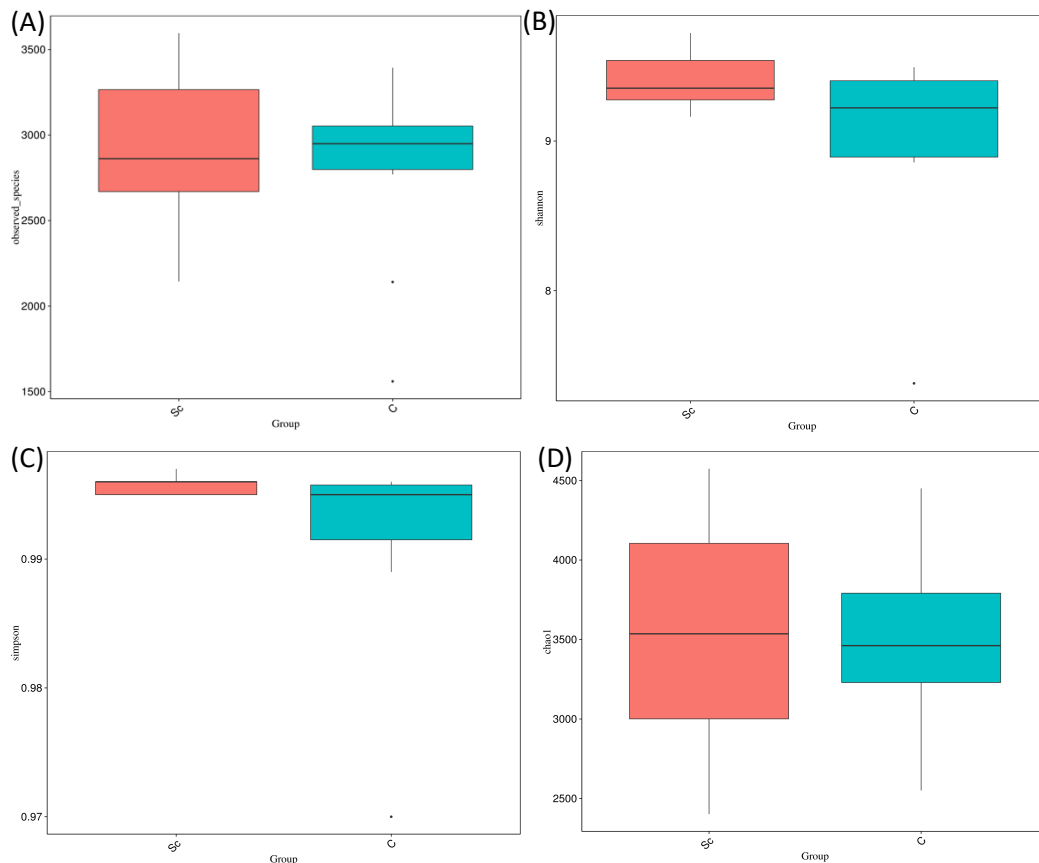 (A)
3500
3000
2500
2000
1500
observed_species
Sc
C
Group
(B)
9
8
shannon
Sc
C
Group
(C)
0.99
0.98
0.97
simpson
Sc
C
Group
(D)
4500
4000
3500
3000
2500
chao1
Sc
C
Group